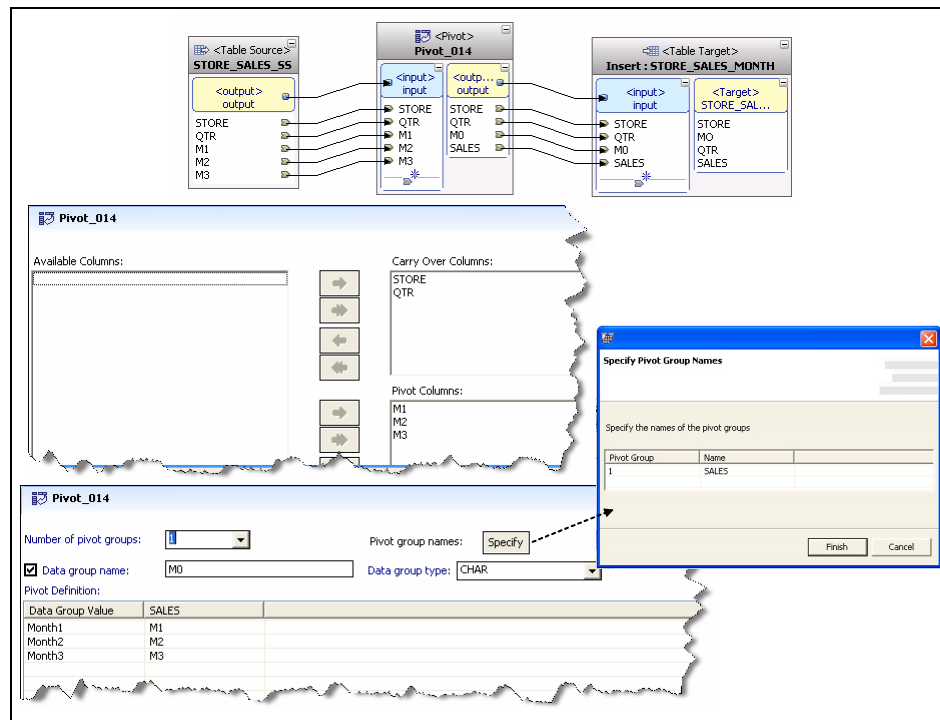 <Table Source>
STORE_SALES_SS
<output>
output
STORE
QTR
M1
M2
M3
<Pivot>
Pivot_014
<input>
input
STORE
QTR
M1
M2
M3
<outp...
output
STORE
QTR
MO
SALES
<Table Target>
Insert : STORE_SALES_MONTH
<input>
input
STORE
QTR
MO
SALES
<Target>
STORE_SAL...
STORE
MO
QTR
SALES
Pivot_014
Available Columns:
Carry Over Columns:
STORE
QTR
Pivot Columns:
M1
M2
M3
Specify Pivot Group Names
Specify the names of the pivot groups
Pivot Group Name
1 SALES
Finish Cancel
Pivot_014
Number of pivot groups: 1 Pivot group names: Specify
Data group name: MO Data group type: CHAR
Pivot Definition:
Data Group Value SALES
Month1 M1
Month2 M2
Month3 M3